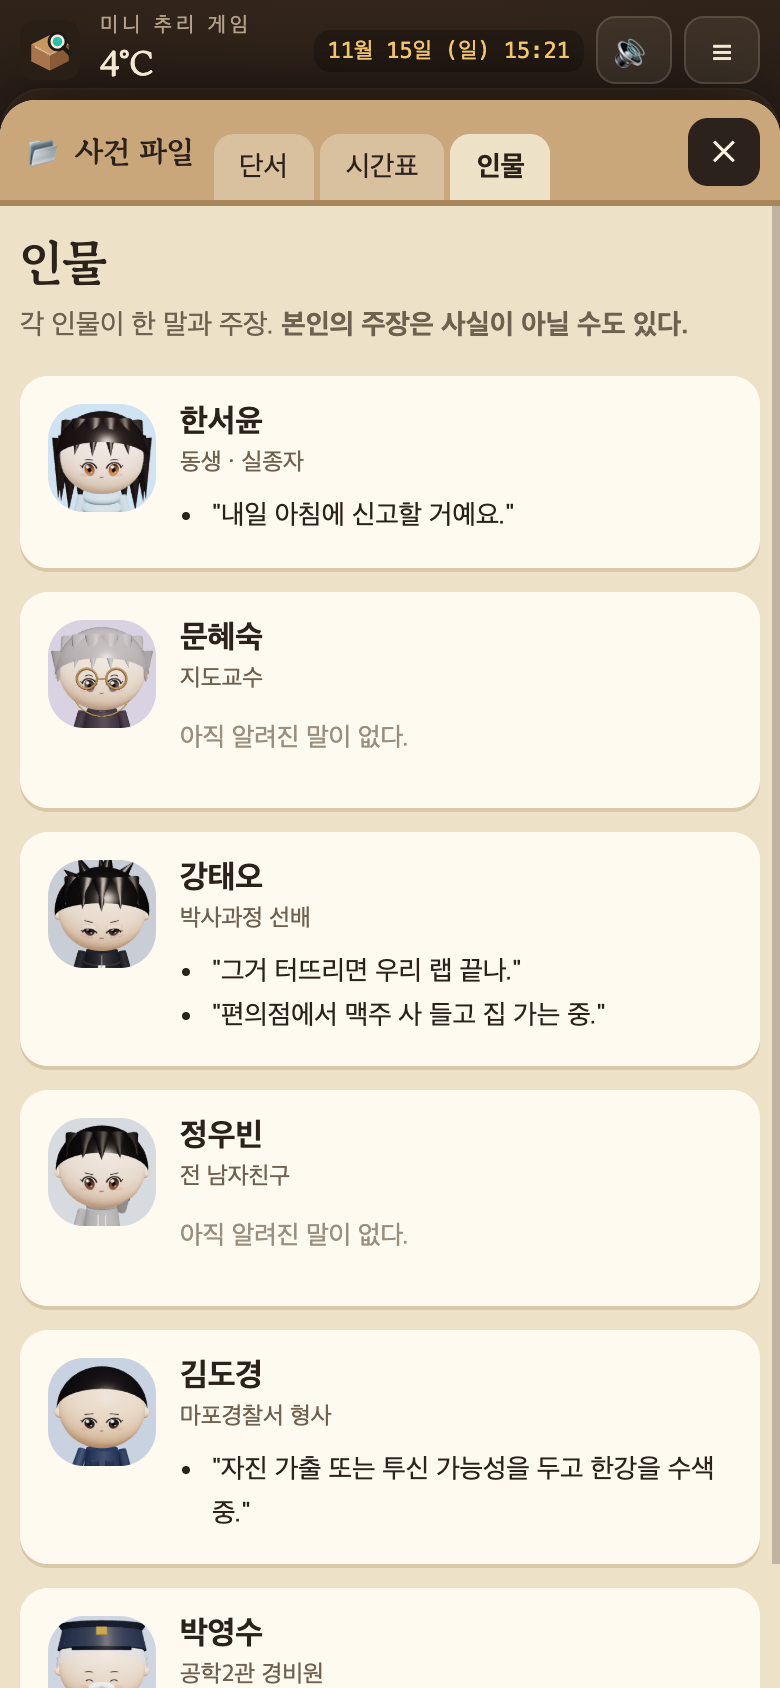 미니 추리 게임
4°C
11월 15일 (일) 15:21
사건 파일
단서
시간표
인물
인물
각 인물이 한 말과 주장. 본인의 주장은 사실이 아닐 수도 있다.
한서윤
동생 · 실종자
• "내일 아침에 신고할 거예요."
문혜숙
지도교수
아직 알려진 말이 없다.
강태오
박사과정 선배
• "그거 터뜨리면 우리 랩 끝나."
• "편의점에서 맥주 사 들고 집 가는 중."
정우빈
전 남자친구
아직 알려진 말이 없다.
김도경
마포경찰서 형사
• "자진 가출 또는 투신 가능성을 두고 한강을 수색
중."
박영수
공학2관 경비원